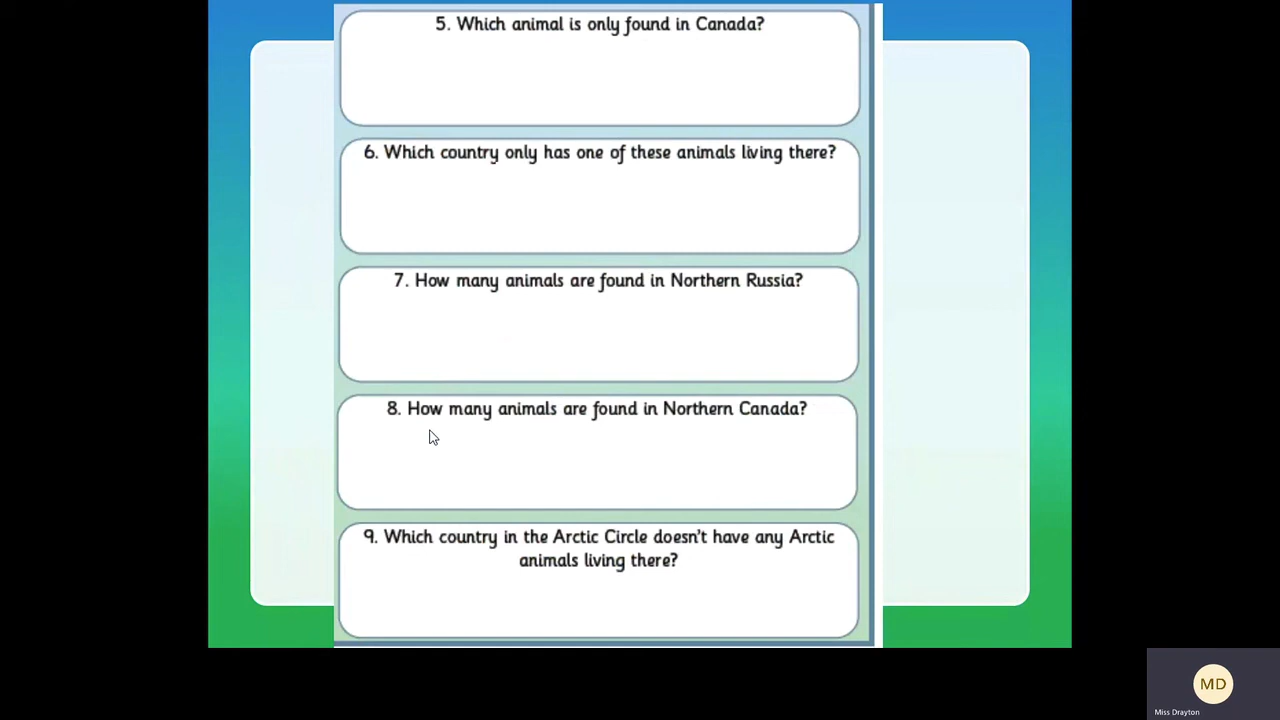 5. Which animal is only found in Canada?
6. Which country only has one of these animals living there?
7. How many animals are found in Northern Russia?
8. How many animals are found in Northern Canada?
9. Which country in the Arctic Circle doesn't have any Arctic
animals living there?
MD
Miss Drayton